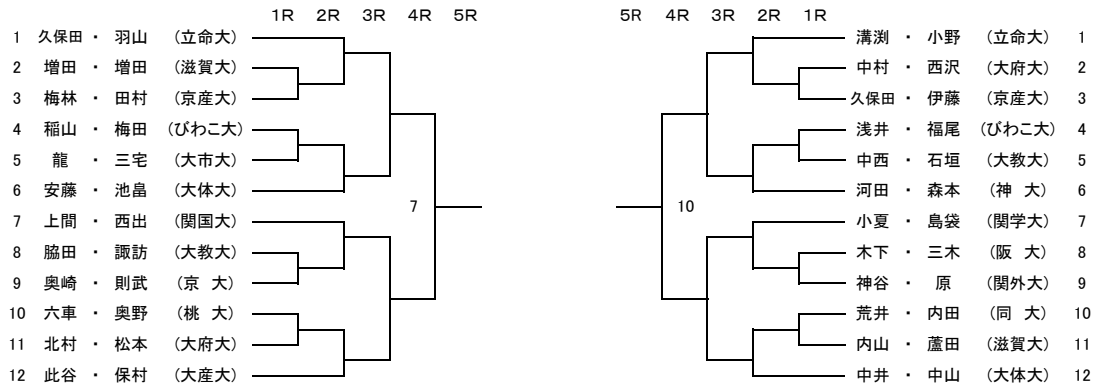 1R 2R 3R 4R 5R
1 久保田 ・ 羽山 (立命大)
2 増田 ・ 増田 (滋賀大)
3 梅林 ・ 田村 (京産大)
4 稲山 ・ 梅田 (びわこ大)
5 龍 ・ 三宅 (大市大)
6 安藤 ・ 池畠 (大体大)
7 上間 ・ 西出 (関国大)
8 脇田 ・ 諏訪 (大教大)
9 奥崎 ・ 則武 (京 大)
10 六車 ・ 奥野 (桃 大)
11 北村 ・ 松本 (大府大)
12 此谷 ・ 保村 (大産大)
7
5R 4R 3R 2R 1R
溝渕 ・ 小野 (立命大) 1
中村 ・ 西沢 (大府大) 2
久保田 ・ 伊藤 (京産大) 3
浅井 ・ 福尾 (びわこ大) 4
中西 ・ 石垣 (大教大) 5
河田 ・ 森本 (神 大) 6
小夏 ・ 島袋 (関学大) 7
木下 ・ 三木 (阪 大) 8
神谷 ・ 原 (関外大) 9
荒井 ・ 内田 (同 大) 10
内山 ・ 蘆田 (滋賀大) 11
中井 ・ 中山 (大体大) 12
10